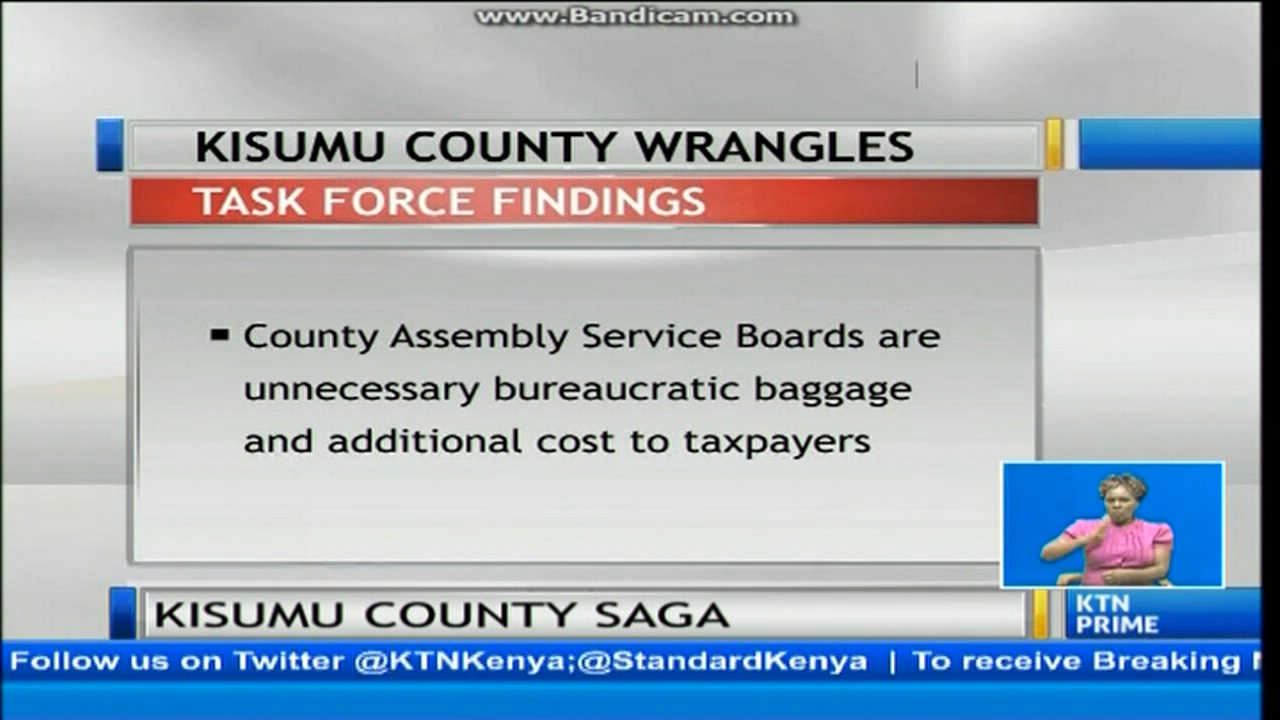 www.Bandicam.com
KISUMU COUNTY WRANGLES
TASK FORCE FINDINGS
▪ County Assembly Service Boards are
unnecessary bureaucratic baggage
and additional cost to taxpayers
KISUMU COUNTY SAGA
KTN
PRIME
Follow us on Twitter @KTNKenya;@StandardKenya | To receive Breaking